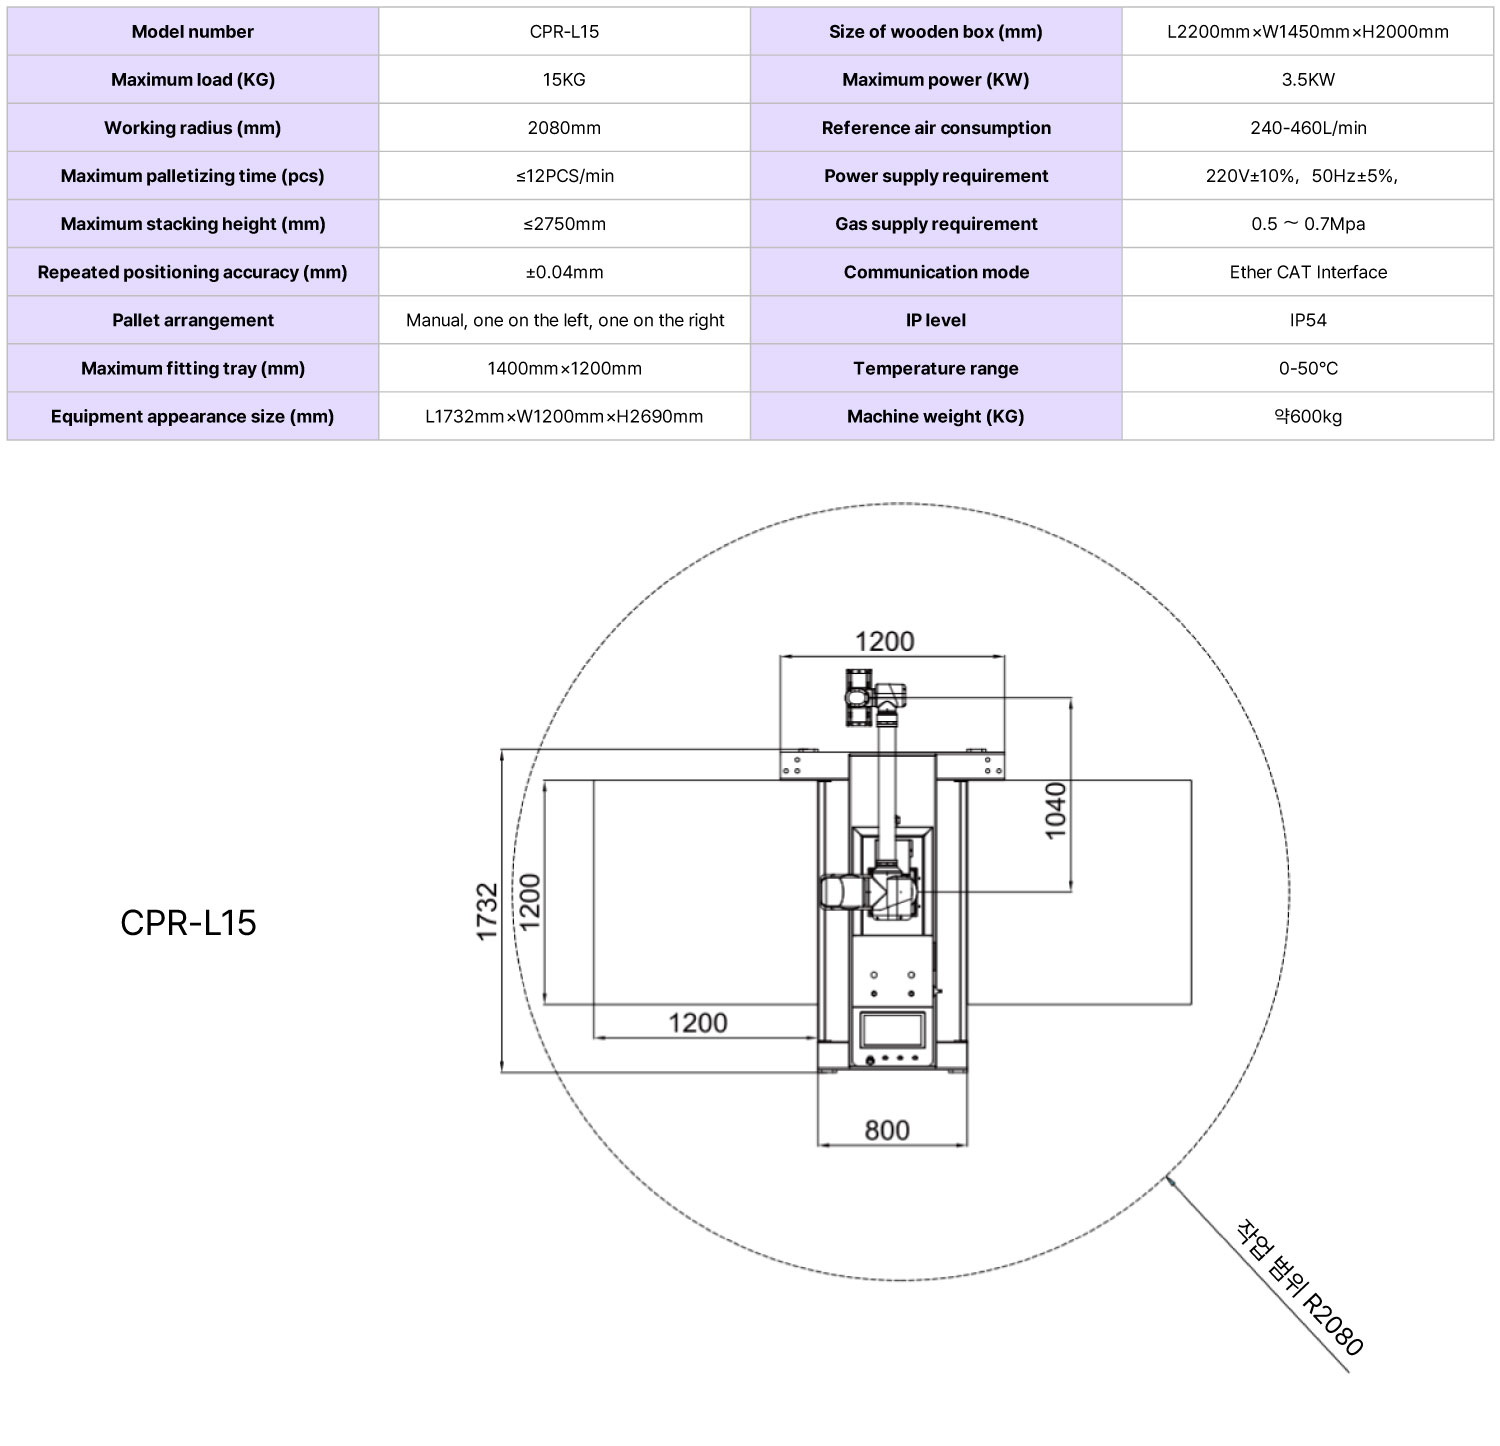 Model number CPR-L15 Size of wooden box (mm) L2200mm×W1450mm×H2000mm
Maximum load (KG) 15KG Maximum power (KW) 3.5KW
Working radius (mm) 2080mm Reference air consumption 240-460L/min
Maximum palletizing time (pcs) ≤12PCS/min Power supply requirement 220V±10%, 50Hz±5%,
Maximum stacking height (mm) ≤2750mm Gas supply requirement 0.5 ~ 0.7Mpa
Repeated positioning accuracy (mm) ±0.04mm Communication mode Ether CAT Interface
Pallet arrangement Manual, one on the left, one on the right IP level IP54
Maximum fitting tray (mm) 1400mm×1200mm Temperature range 0-50°C
Equipment appearance size (mm) L1732mm×W1200mm×H2690mm Machine weight (KG) 약600kg
1200
1040
1732
1200
CPR-L15
1200
800
작업 범위 R2080